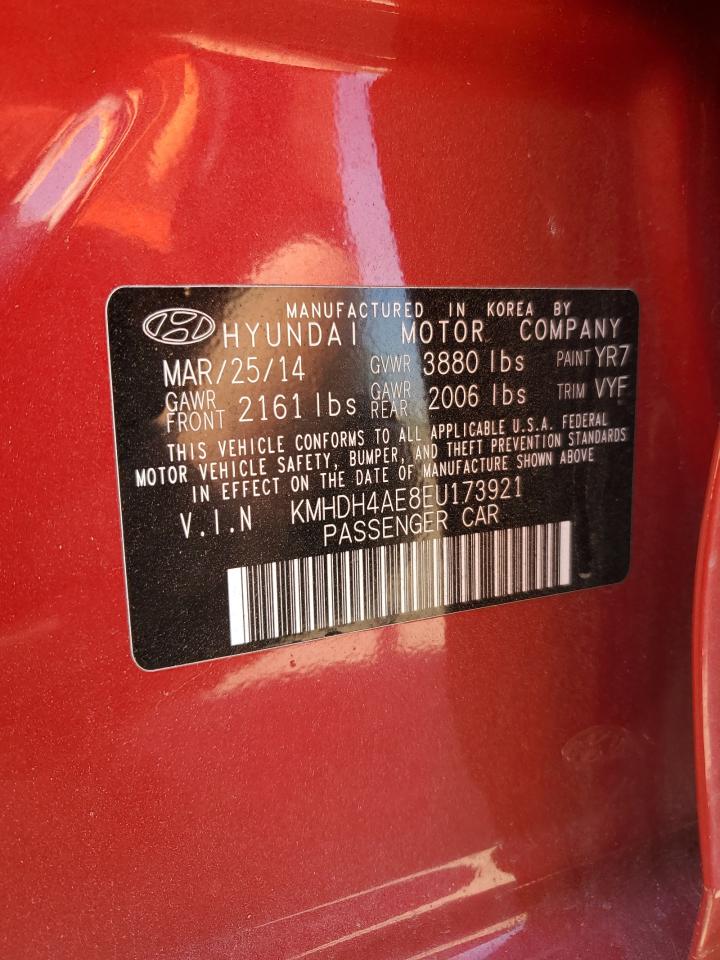 MANUFACTURED IN KOREA BY
HYUNDAI MOTOR COMPANY
MAR/25/14 GVWR 3880 lbs PAINT YR7
GAWR FRONT 2161 lbs GAWR REAR 2006 lbs TRIM VYF
THIS VEHICLE CONFORMS TO ALL APPLICABLE U.S.A. FEDERAL
MOTOR VEHICLE SAFETY, BUMPER, AND THEFT PREVENTION STANDARDS
IN EFFECT ON THE DATE OF MANUFACTURE SHOWN ABOVE
V.I.N KMHDH4AE8EU173921
PASSENGER CAR